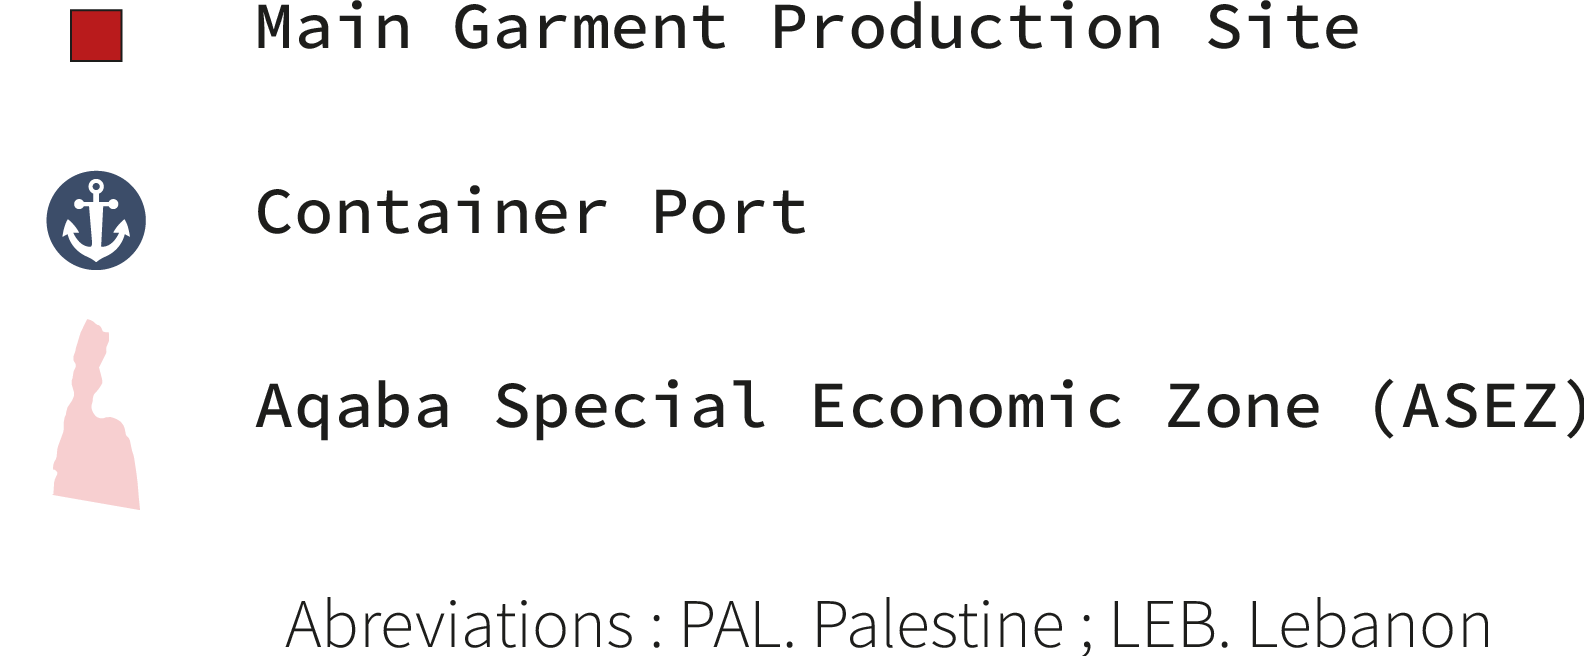 Main Garment Production Site
Container Port
Aqaba Special Economic Zone (ASEZ)
Abreviations : PAL. Palestine ; LEB. Lebanon